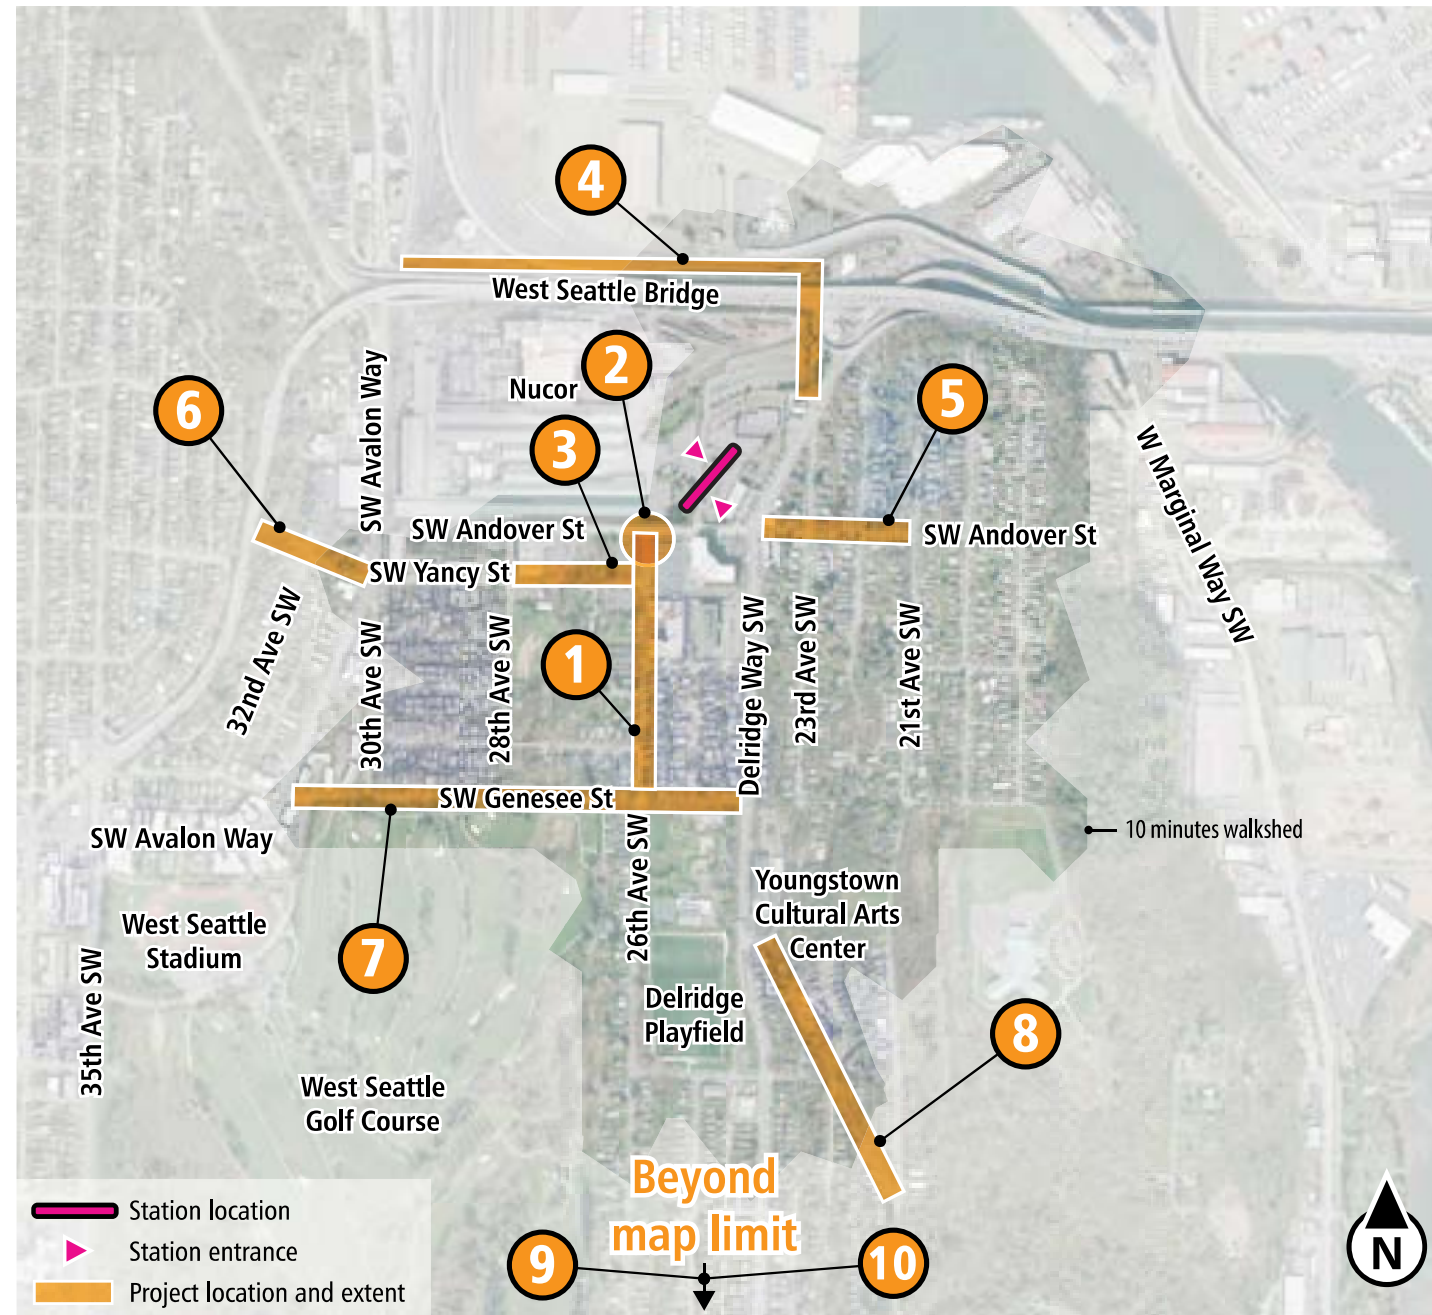 4
West Seattle Bridge
2
Nucor
6
5
3
SW Avalon Way
W Marginal Way SW
SW Andover St
SW Andover St
SW Yancy St
32nd Ave SW
30th Ave SW
28th Ave SW
1
Delridge Way SW
23rd Ave SW
21st Ave SW
SW Genesee St
SW Avalon Way
10 minutes walkshed
26th Ave SW
Youngstown
Cultural Arts
Center
West Seattle
Stadium
7
35th Ave SW
Delridge
Playfield
8
West Seattle
Golf Course
Beyond
map limit
9
10
Station location
Station entrance
Project location and extent
N